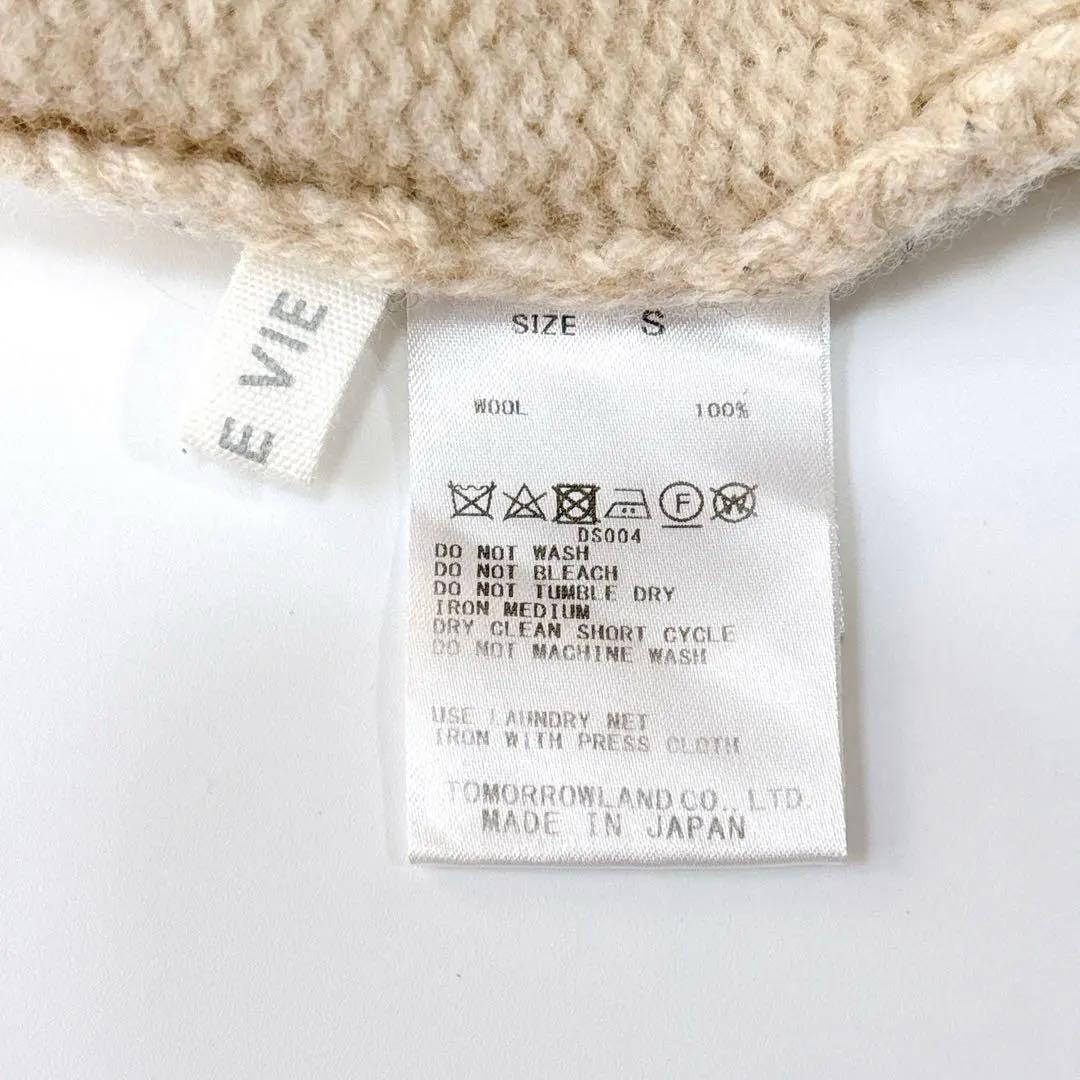 E VIE
SIZE S
WOOL 100%
F W
DS004
DO NOT WASH
DO NOT BLEACH
DO NOT TUMBLE DRY
IRON MEDIUM
DRY CLEAN SHORT CYCLE
DO NOT MACHINE WASH
USE LAUNDRY NET
IRON WITH PRESS CLOTH
TOMORROWLAND CO., LTD.
MADE IN JAPAN